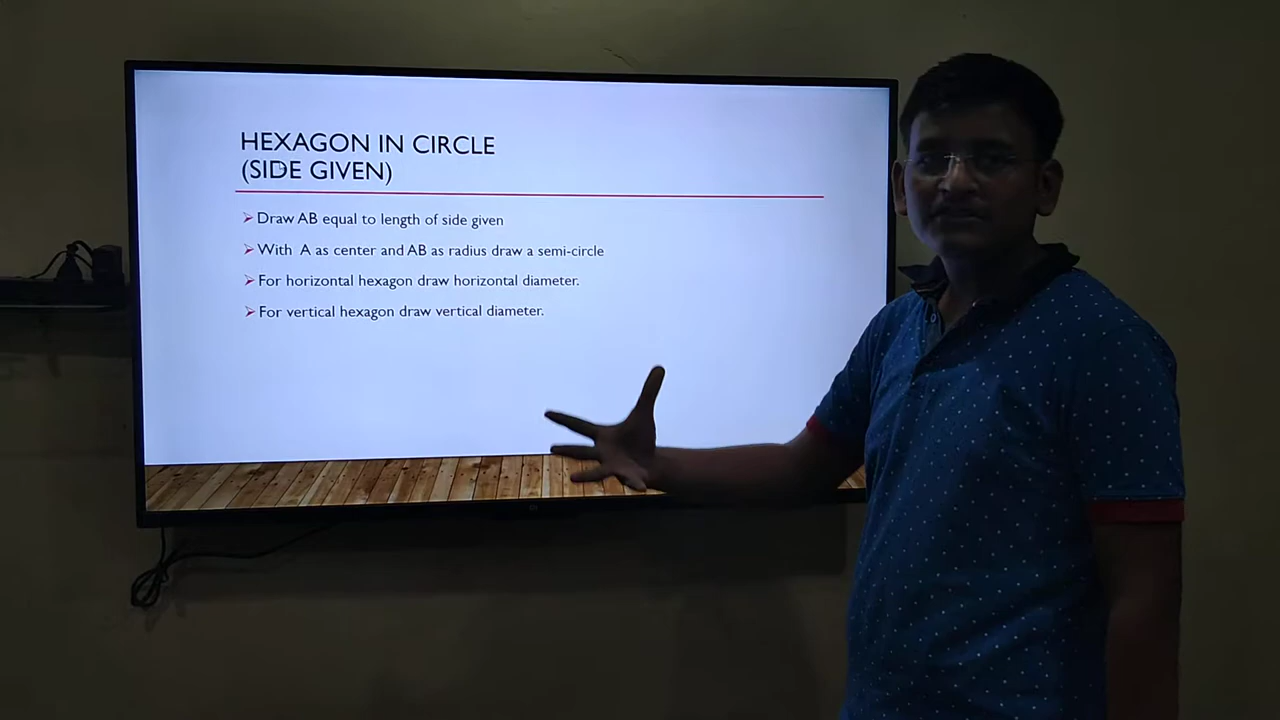 HEXAGON IN CIRCLE
(SIDE GIVEN)
Draw AB equal to length of side given
With A as center and AB as radius draw a semi-circle
For horizontal hexagon draw horizontal diameter.
For vertical hexagon draw vertical diameter.